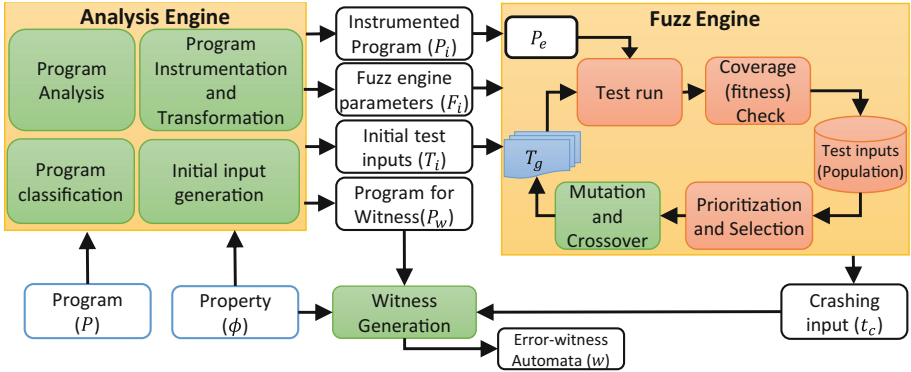 Analysis Engine
Program
Analysis
Program
Instrumentation
and
Transformation
Program
classification
Initial input
generation
Instrumented
Program (P_i)
Fuzz engine
parameters (F_i)
Initial test
inputs (T_i)
Program for
Witness(P_w)
Fuzz Engine
P_e
Test run
Coverage
(fitness)
Check
T_g
Test inputs
(Population)
Mutation
and
Crossover
Prioritization
and Selection
Program
(P)
Property
(ϕ)
Witness
Generation
Crashing
input (t_c)
Error-witness
Automata (w)